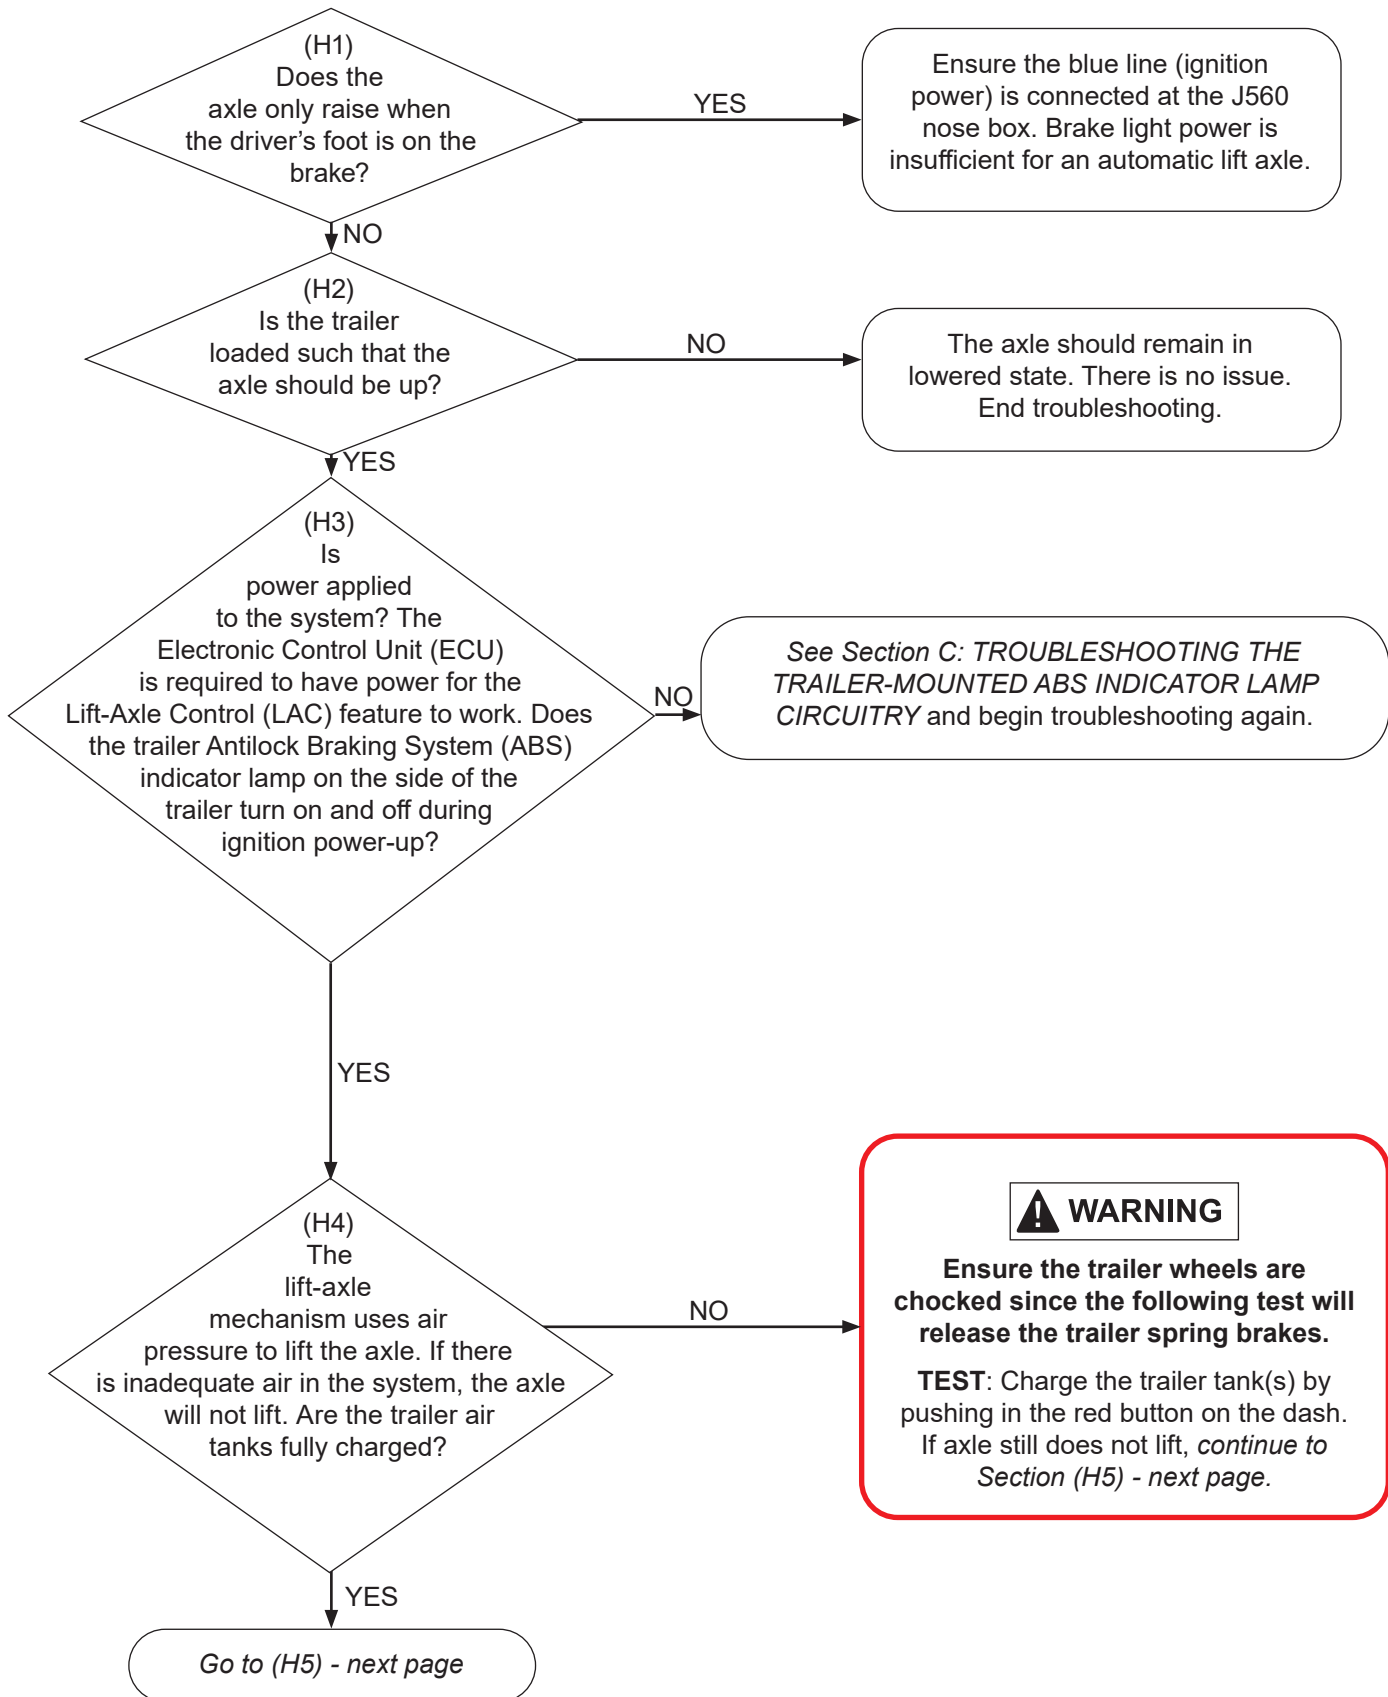 (H1)
Does the
axle only raise when
the driver’s foot is on the
brake?
YES
Ensure the blue line (ignition
power) is connected at the J560
nose box. Brake light power is
insufficient for an automatic lift axle.
NO
(H2)
Is the trailer
loaded such that the
axle should be up?
NO
The axle should remain in
lowered state. There is no issue.
End troubleshooting.
YES
(H3)
Is
power applied
to the system? The
Electronic Control Unit (ECU)
is required to have power for the
Lift-Axle Control (LAC) feature to work. Does
the trailer Antilock Braking System (ABS)
indicator lamp on the side of the
trailer turn on and off during
ignition power-up?
NO
See Section C: TROUBLESHOOTING THE
TRAILER-MOUNTED ABS INDICATOR LAMP
CIRCUITRY and begin troubleshooting again.
YES
(H4)
The
lift-axle
mechanism uses air
pressure to lift the axle. If there
is inadequate air in the system, the axle
will not lift. Are the trailer air
tanks fully charged?
NO
WARNING
Ensure the trailer wheels are
chocked since the following test will
release the trailer spring brakes.
TEST: Charge the trailer tank(s) by
pushing in the red button on the dash.
If axle still does not lift, continue to
Section (H5) - next page.
YES
Go to (H5) - next page